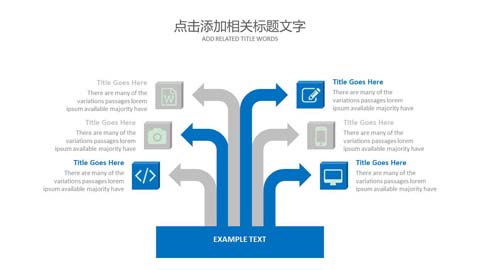 点击添加相关标题文字
ADD RELATED TITLE WORDS
Title Goes Here
There are many of the
variations passages lorem
ipsum available majority have
Title Goes Here
There are many of the
variations passages lorem
ipsum available majority have
Title Goes Here
There are many of the
variations passages lorem
ipsum available majority have
W
Title Goes Here
There are many of the
variations passages lorem
ipsum available majority have
Title Goes Here
There are many of the
variations passages lorem
ipsum available majority have
Title Goes Here
There are many of the
variations passages lorem
ipsum available majority have
EXAMPLE TEXT